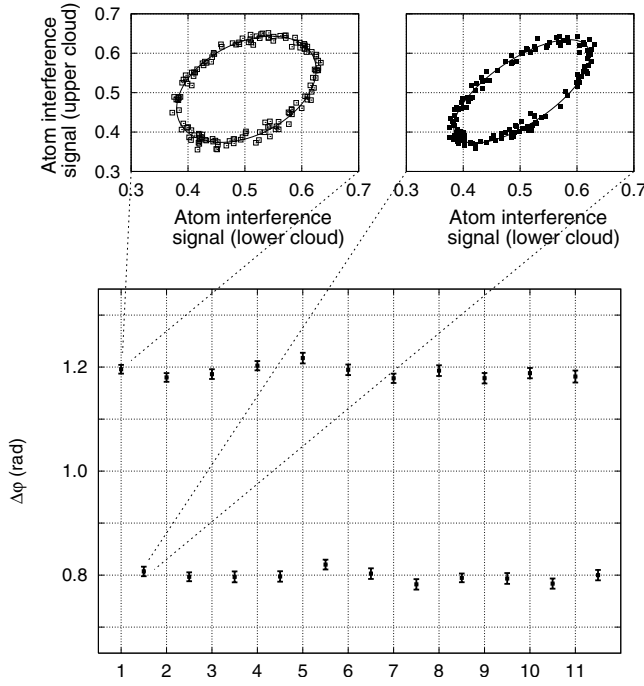 0.7
0.6
0.5
0.4
0.3
Atom interference
signal (upper cloud)
0.3 0.4 0.5 0.6 0.7
0.3 0.4 0.5 0.6 0.7
Atom interference
signal (lower cloud)
Atom interference
signal (lower cloud)
1.2
1.0
0.8
Δφ (rad)
1 2 3 4 5 6 7 8 9 10 11